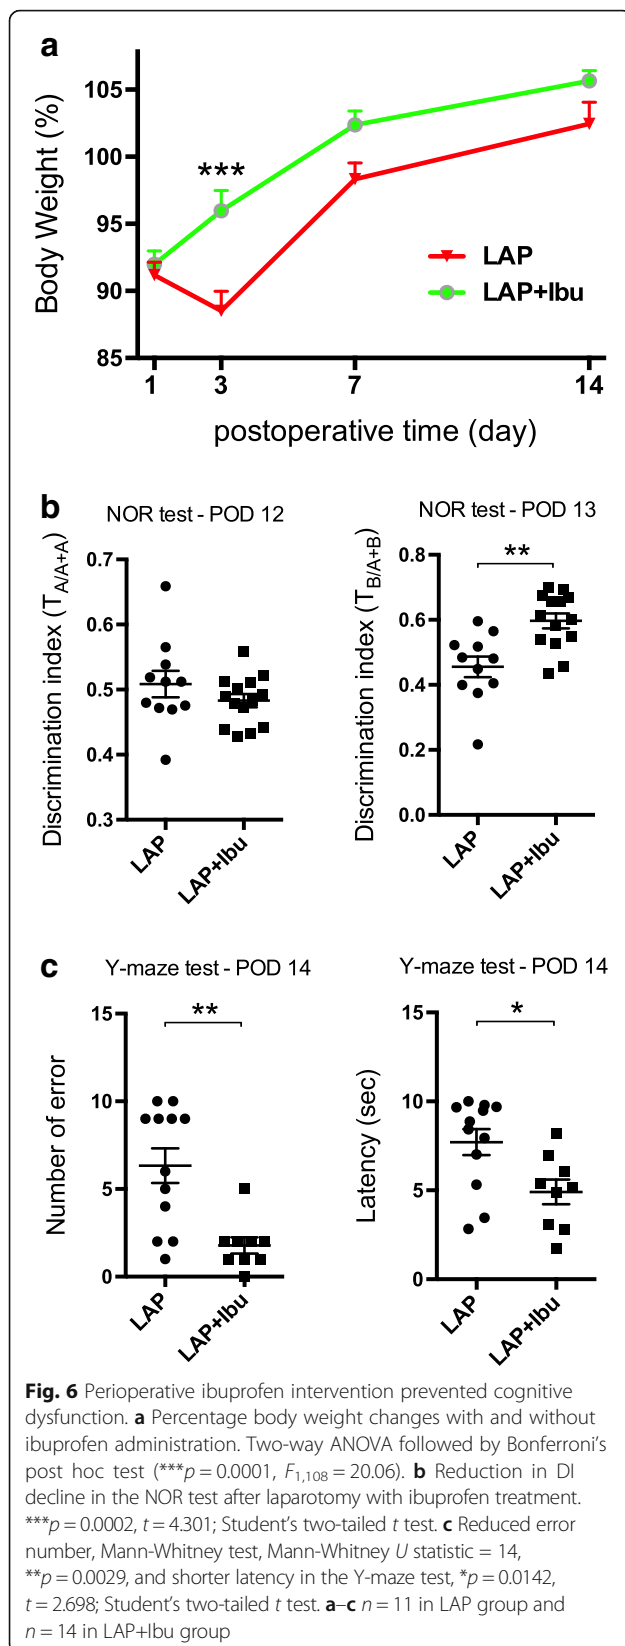 a
105
100
95
90
85
Body Weight (%)
***
LAP
LAP+Ibu
1 3 7 14
postoperative time (day)
b
NOR test - POD 12
0.7
0.6
0.5
0.4
0.3
Discrimination index (T_A/A+A)
LAP
LAP+Ibu
NOR test - POD 13
**
0.8
0.6
0.4
0.2
0.0
Discrimination index (T_B/A+B)
LAP
LAP+Ibu
c
Y-maze test - POD 14
**
15
10
5
0
Number of error
LAP
LAP+Ibu
Y-maze test - POD 14
*
15
10
5
0
Latency (sec)
LAP
LAP+Ibu
Fig. 6 Perioperative ibuprofen intervention prevented cognitive
dysfunction. a Percentage body weight changes with and without
ibuprofen administration. Two-way ANOVA followed by Bonferroni's
post hoc test (***p = 0.0001, F1,108 = 20.06). b Reduction in DI
decline in the NOR test after laparotomy with ibuprofen treatment.
***p = 0.0002, t = 4.301; Student's two-tailed t test. c Reduced error
number, Mann-Whitney test, Mann-Whitney U statistic = 14,
**p = 0.0029, and shorter latency in the Y-maze test, *p = 0.0142,
t = 2.698; Student's two-tailed t test. a–c n = 11 in LAP group and
n = 14 in LAP+Ibu group